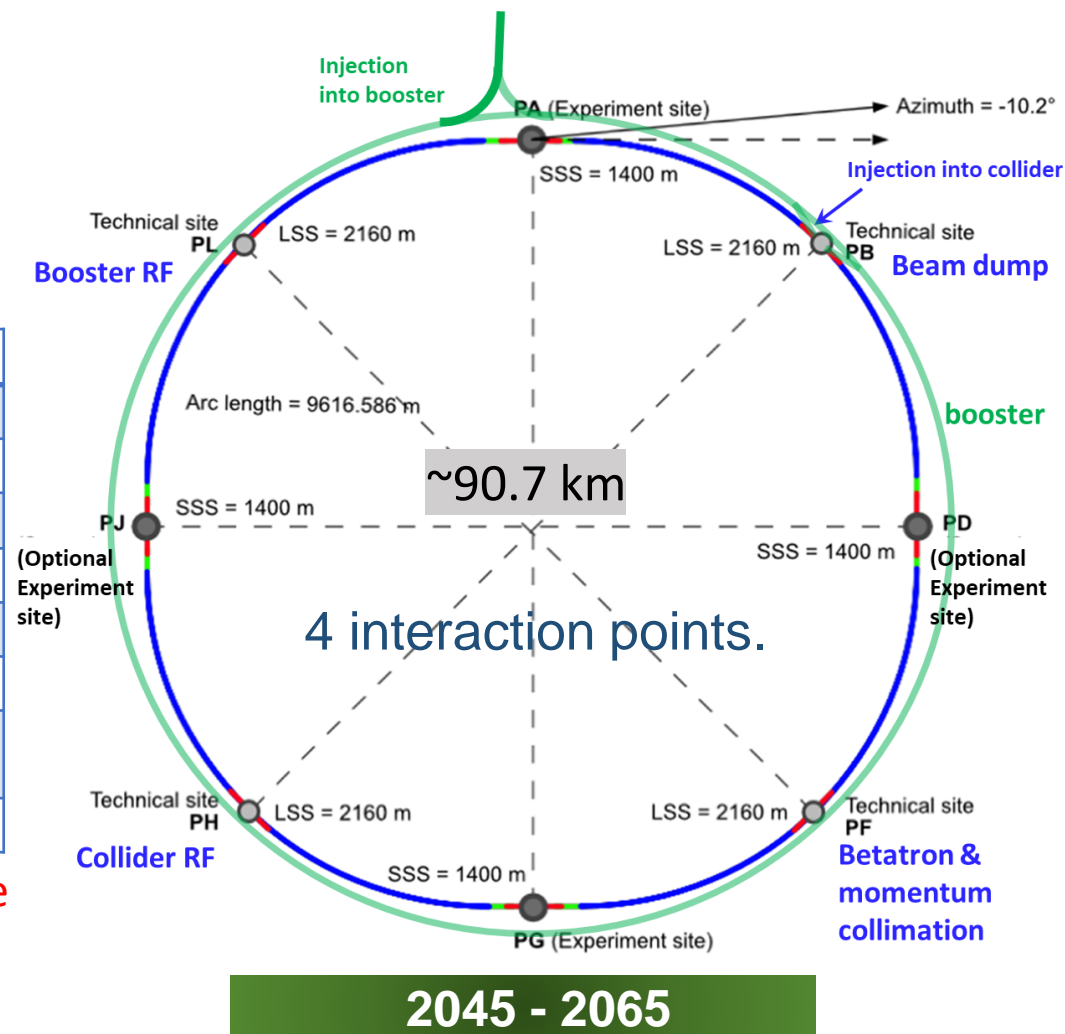 Injection
into booster
PA (Experiment site)
Azimuth = -10.2°
SSS = 1400 m
Injection into collider
Technical site
PL
LSS = 2160 m
Booster RF
LSS = 2160 m
Technical site
PB
Beam dump
Arc length = 9616.586 m
booster
~90.7 km
PJ
SSS = 1400 m
(Optional
Experiment
site)
PD
SSS = 1400 m
(Optional
Experiment
site)
4 interaction points.
Technical site
PH
LSS = 2160 m
Collider RF
LSS = 2160 m
Technical site
PF
Betatron &
momentum
collimation
SSS = 1400 m
PG (Experiment site)
2045 - 2065